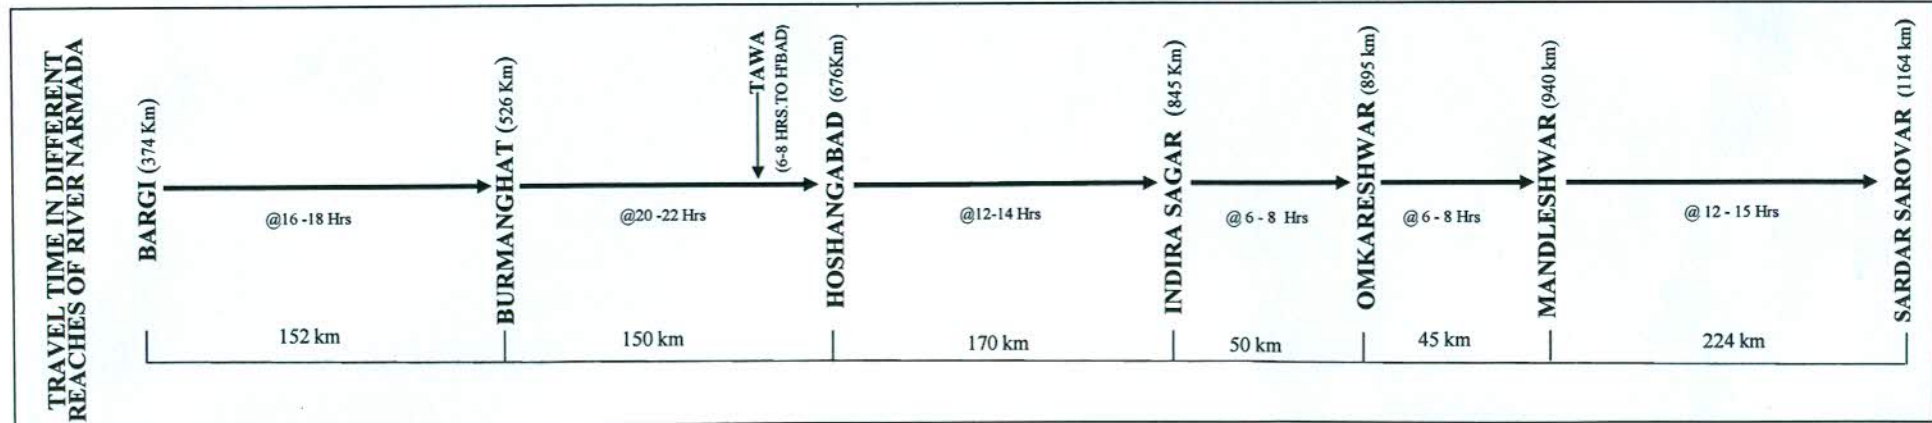 TRAVEL TIME IN DIFFERENT
REACHES OF RIVER NARMADA
BARGI (374 Km)
@16 -18 Hrs
BURMANGHAT (526 Km)
@20 -22 Hrs
TAWA
(6-8 HRS.TO H'BAD)
HOSHANGABAD (676Km)
@12-14 Hrs
INDIRA SAGAR (845 Km)
@ 6 - 8 Hrs
OMKARESHWAR (895 km)
@ 6 - 8 Hrs
MANDLESHWAR (940 km)
@ 12 - 15 Hrs
SARDAR SAROVAR (1164 km)
152 km
150 km
170 km
50 km
45 km
224 km